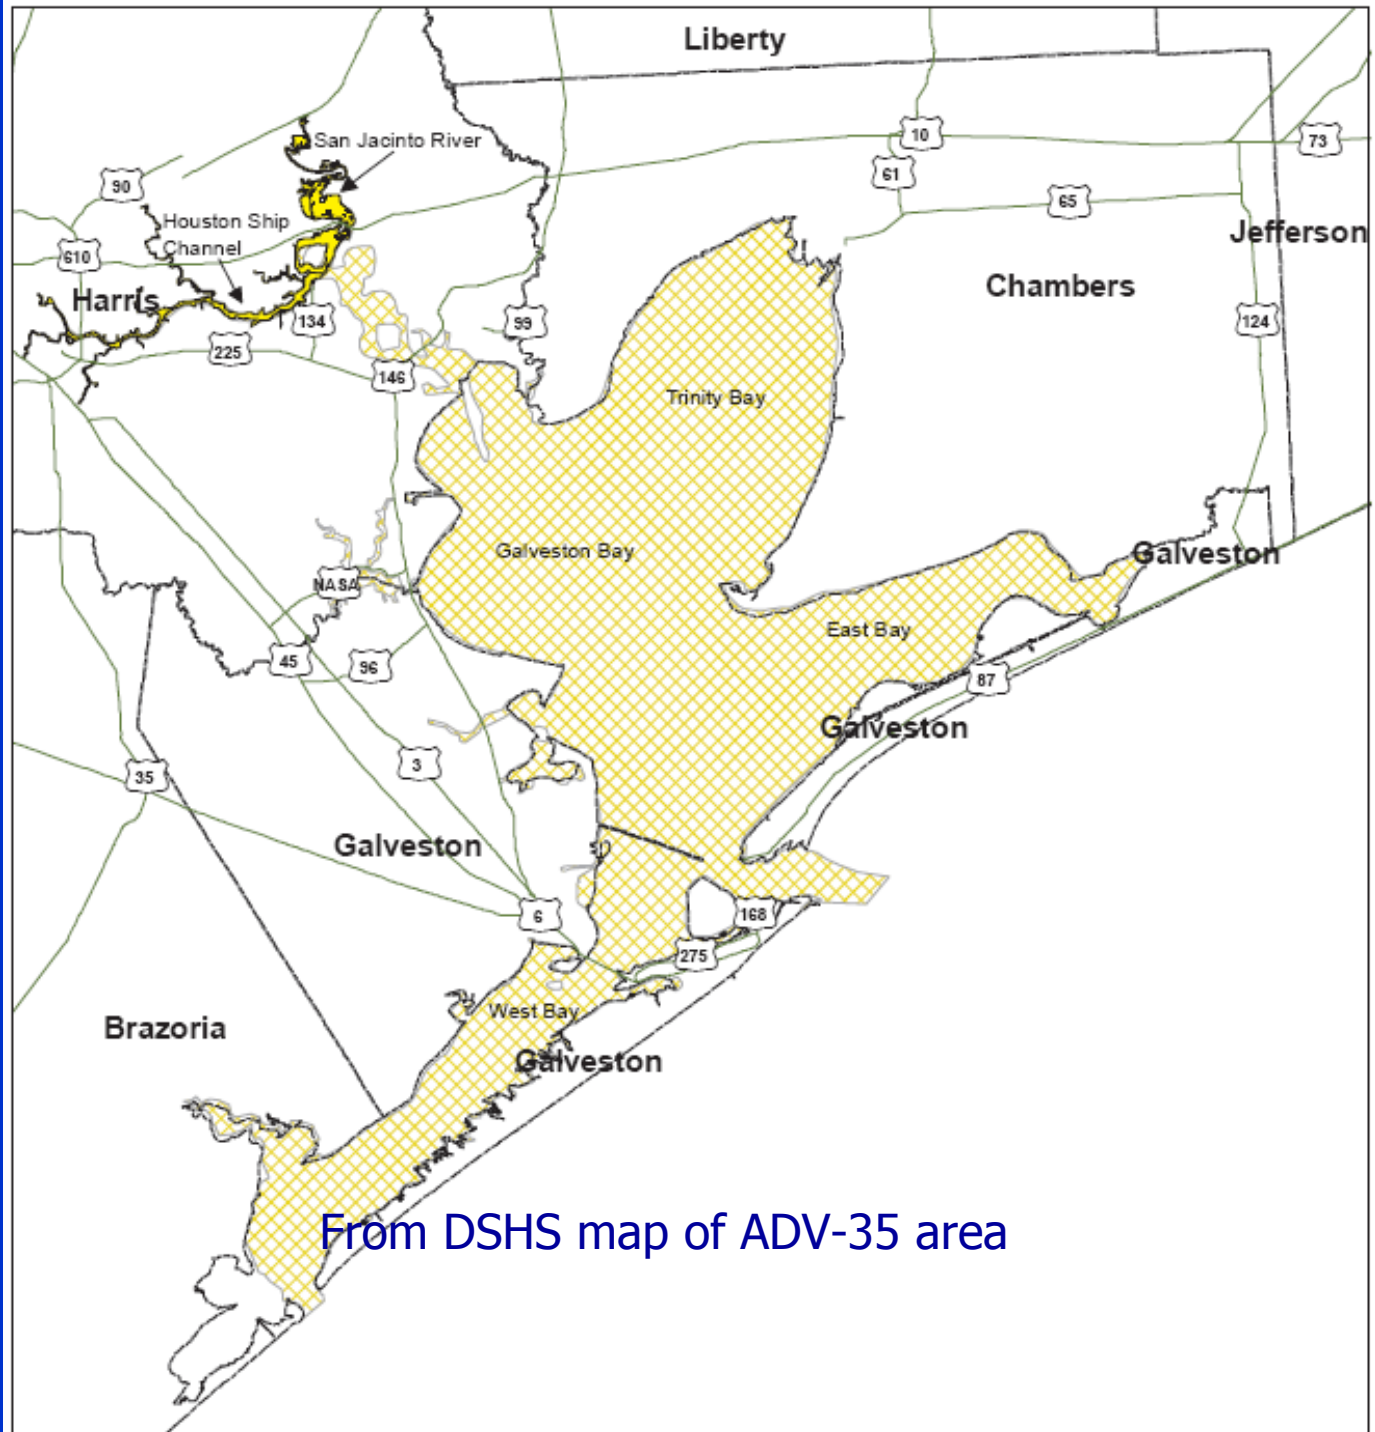 Liberty
10
73
San Jacinto River
61
90
65
Houston Ship
Channel
Jefferson
610
Chambers
Harris
134
99
124
225
146
Trinity Bay
Galveston Bay
Galveston
NASA
East Bay
45
96
87
Galveston
3
35
Galveston
6
168
275
West Bay
Brazoria
Galveston
From DSHS map of ADV-35 area